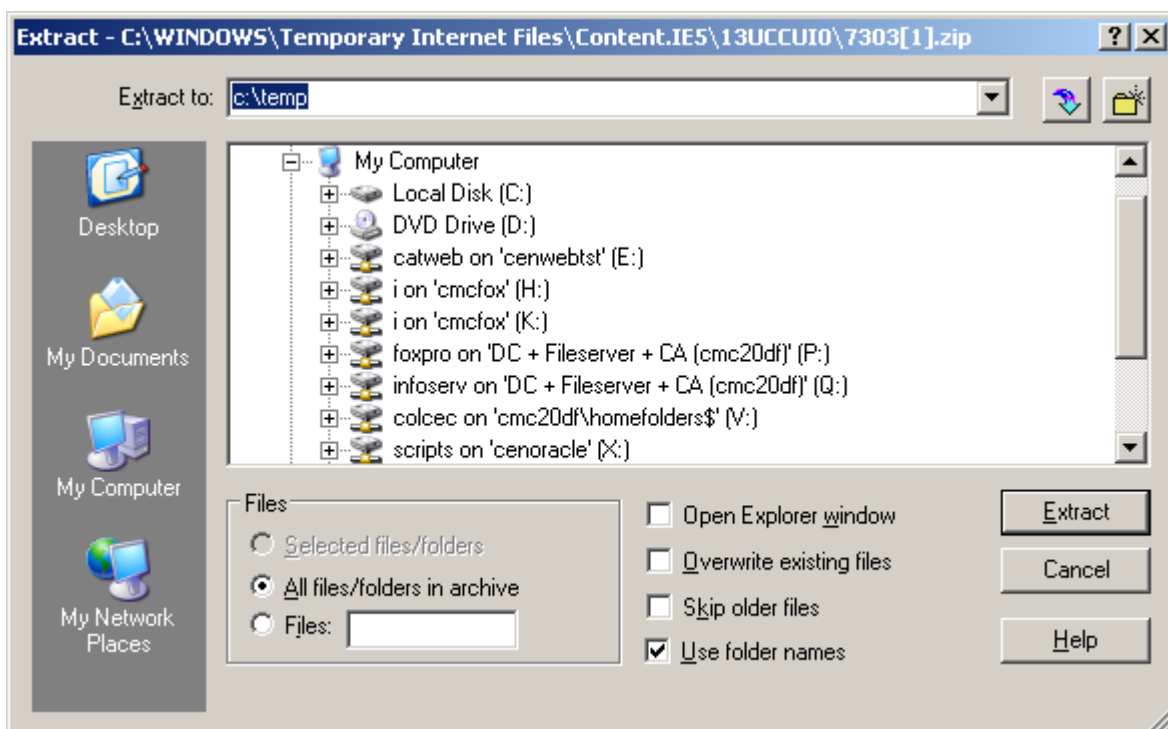 Extract - C:\WINDOWS\Temporary Internet Files\Content.IE5\13UCCUI0\7303[1].zip
Extract to: c:\temp
Desktop
My Documents
My Computer
My Network
Places
My Computer
Local Disk (C:)
DVD Drive (D:)
catweb on 'cenwebtst' (E:)
i on 'cmcfox' (H:)
i on 'cmcfox' (K:)
foxpro on 'DC + Fileserver + CA (cmc20df)' (P:)
infoserv on 'DC + Fileserver + CA (cmc20df)' (Q:)
colcec on 'cmc20df\homefolders$' (V:)
scripts on 'cenoracle' (X:)
Files
Selected files/folders
All files/folders in archive
Files:
Open Explorer window
Overwrite existing files
Skip older files
Use folder names
Extract
Cancel
Help